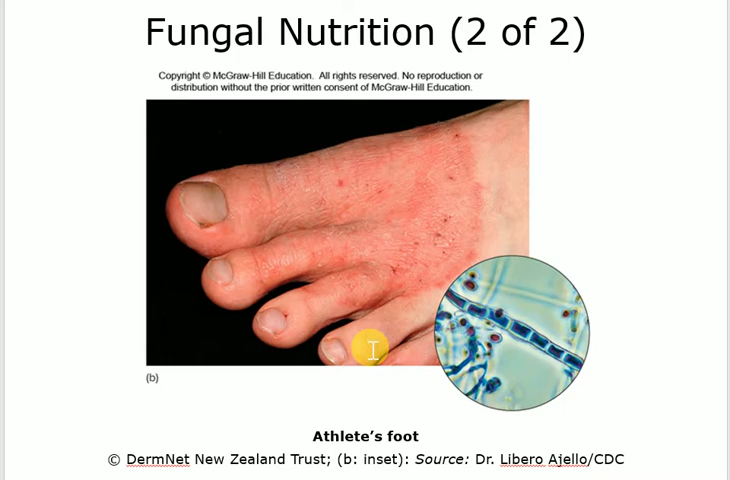 Fungal Nutrition (2 of 2)
Copyright © McGraw-Hill Education. All rights reserved. No reproduction or
distribution without the prior written consent of McGraw-Hill Education.
(b)
Athlete’s foot
© DermNet New Zealand Trust; (b: inset): Source: Dr. Libero Ajello/CDC